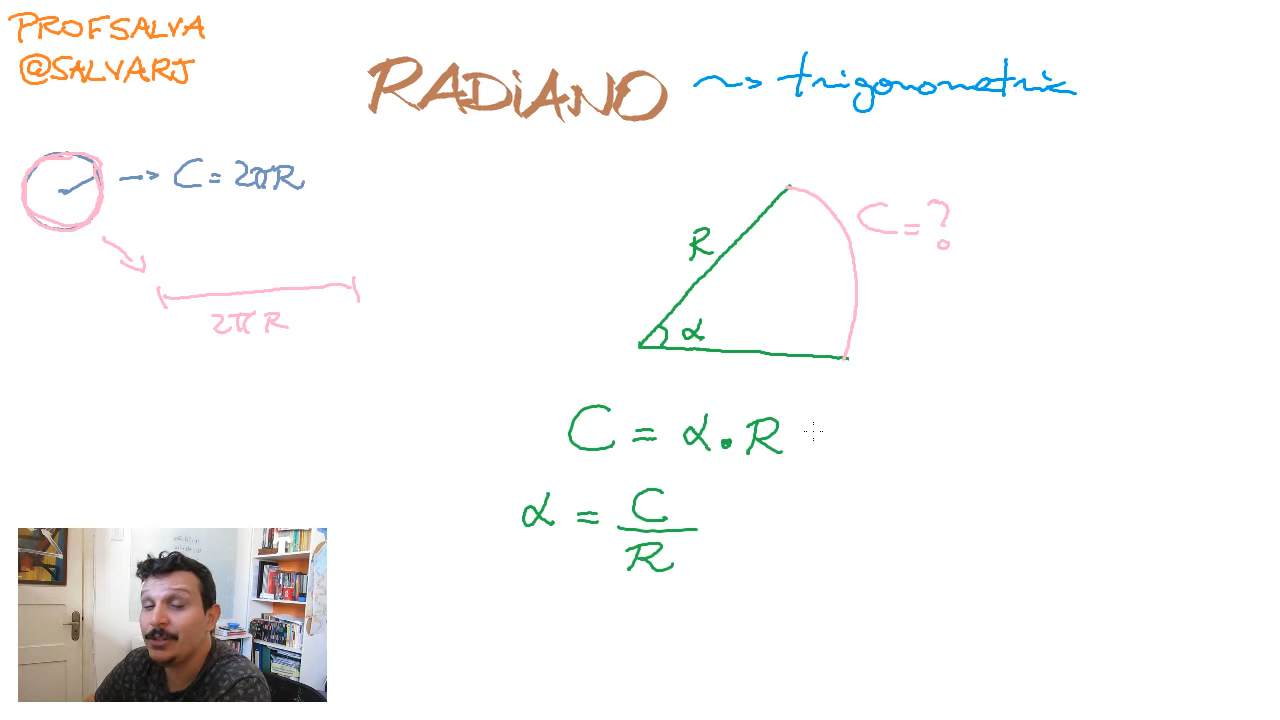 PROFSALVA
@SALVARJ
RADiANO ~> trigonometria
→ C = 2πR
2πR
R
C = ?
α
C = α • R
α = C/R